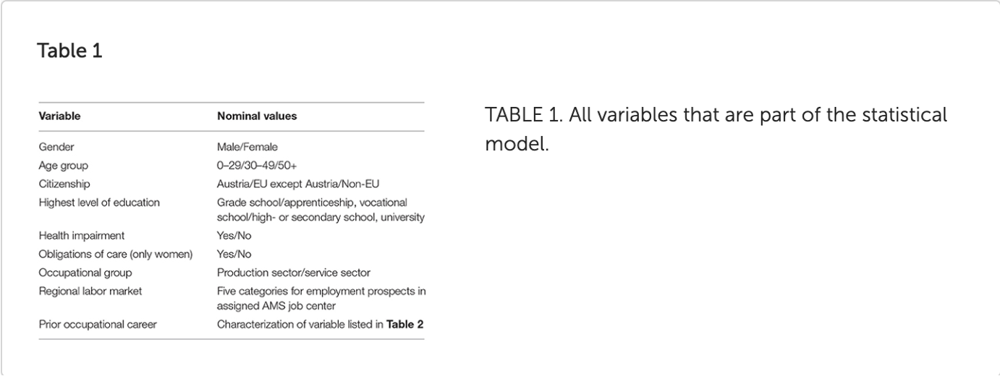 Table 1
Variable Nominal values
Gender Male/Female
Age group 0–29/30–49/50+
Citizenship Austria/EU except Austria/Non-EU
Highest level of education Grade school/apprenticeship, vocational
school/high- or secondary school, university
Health impairment Yes/No
Obligations of care (only women) Yes/No
Occupational group Production sector/service sector
Regional labor market Five categories for employment prospects in
assigned AMS job center
Prior occupational career Characterization of variable listed in Table 2
TABLE 1. All variables that are part of the statistical
model.